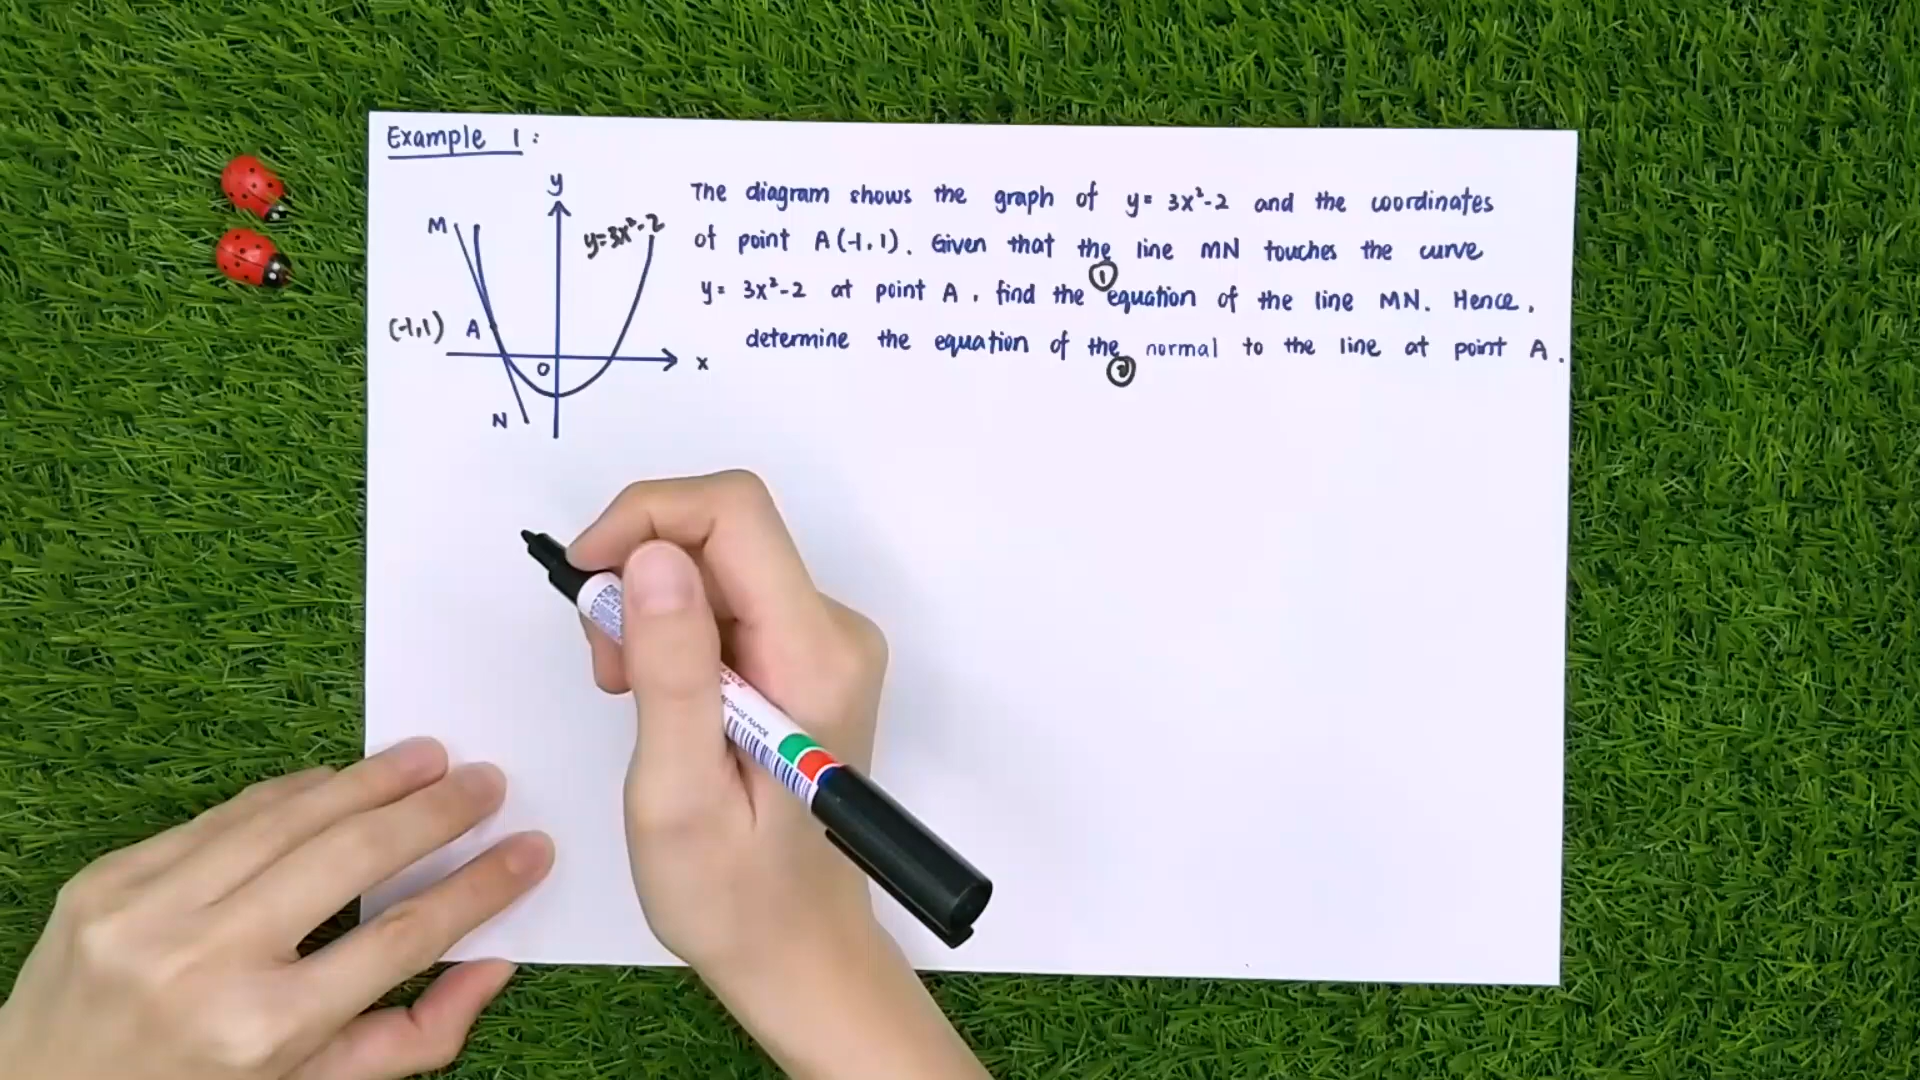 Example 1:
y
M
y=3x²-2
(-1,1) A
O
x
N
The diagram shows the graph of y= 3x²-2 and the coordinates
of point A(-1,1). Given that the line MN touches the curve
①
y= 3x²-2 at point A, find the equation of the line MN. Hence,
determine the equation of the normal to the line at point A.
②